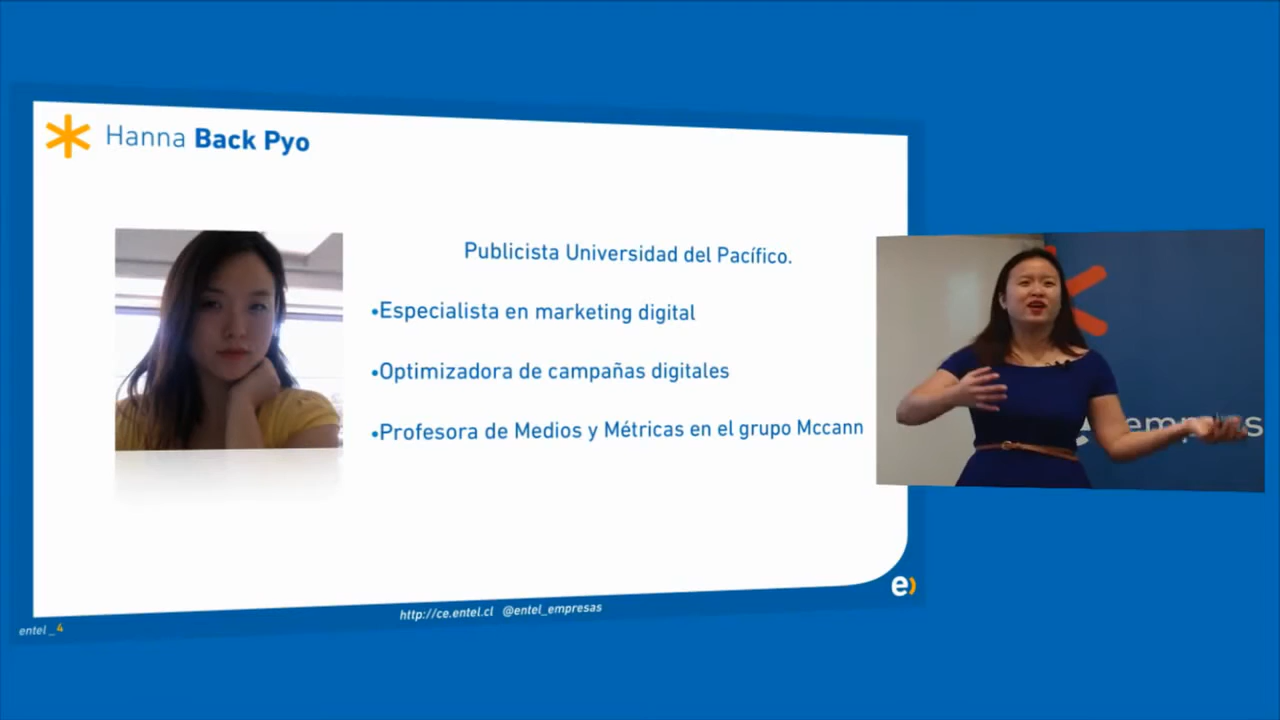 Hanna Back Pyo
Publicista Universidad del Pacífico.
•Especialista en marketing digital
•Optimizadora de campañas digitales
•Profesora de Medios y Métricas en el grupo Mccann
empresas
e)
http://ce.entel.cl @entel_empresas
entel _4